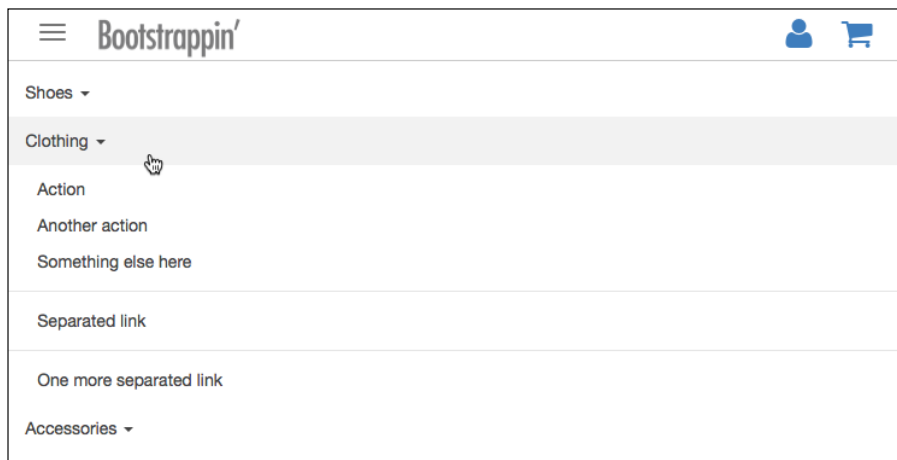 Bootstrappin'
Shoes
Clothing
Action
Another action
Something else here
Separated link
One more separated link
Accessories